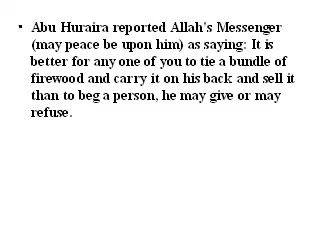 • Abu Huraira reported Allah's Messenger
(may peace be upon him) as saying: It is
better for any one of you to tie a bundle of
firewood and carry it on his back and sell it
than to beg a person, he may give or may
refuse.